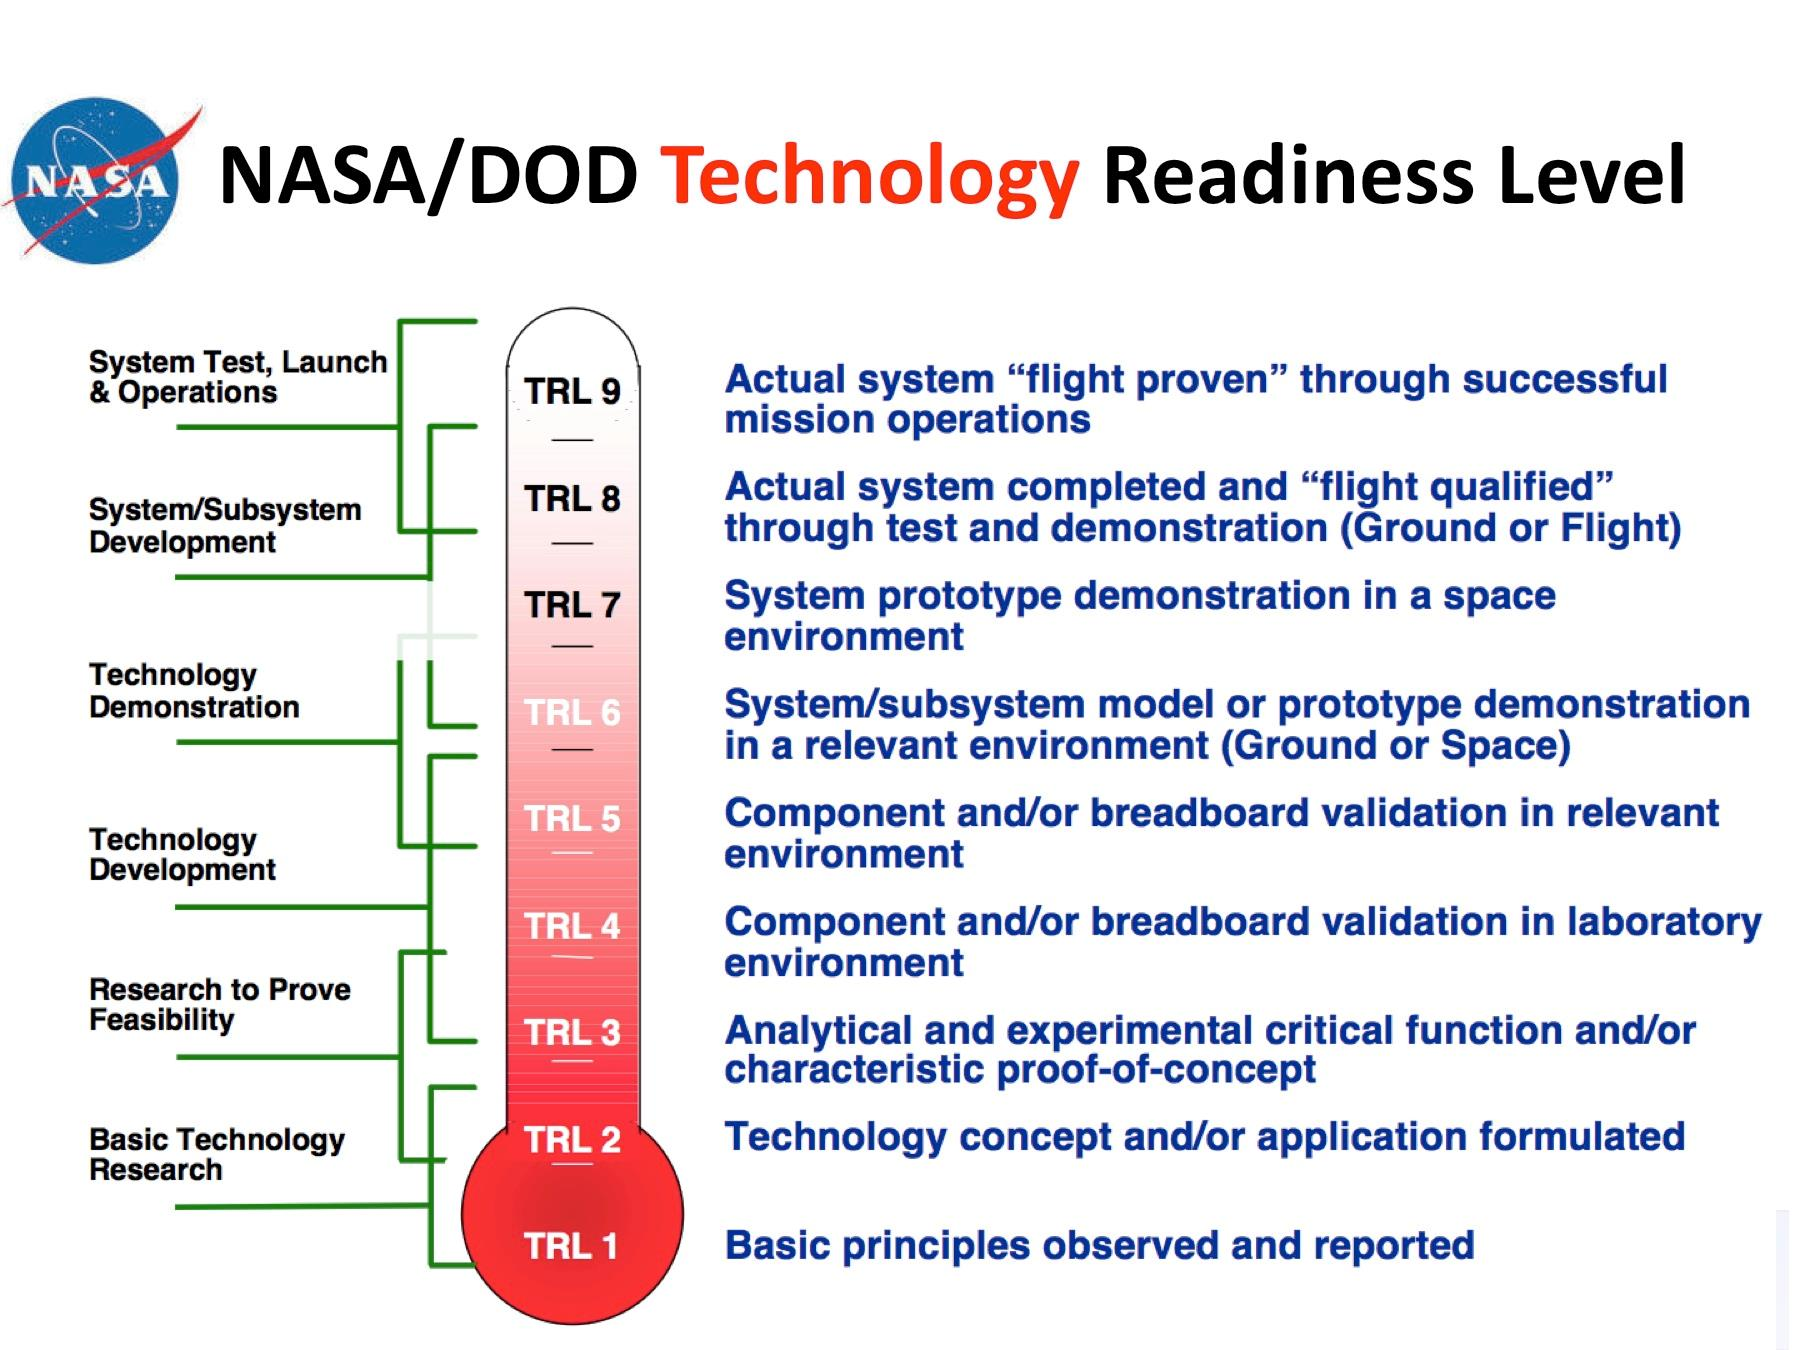 NASA
NASA/DOD Technology Readiness Level
System Test, Launch
& Operations
System/Subsystem
Development
Technology
Demonstration
Technology
Development
Research to Prove
Feasibility
Basic Technology
Research
TRL 9
Actual system “flight proven” through successful
mission operations
TRL 8
Actual system completed and “flight qualified”
through test and demonstration (Ground or Flight)
TRL 7
System prototype demonstration in a space
environment
TRL 6
System/subsystem model or prototype demonstration
in a relevant environment (Ground or Space)
TRL 5
Component and/or breadboard validation in relevant
environment
TRL 4
Component and/or breadboard validation in laboratory
environment
TRL 3
Analytical and experimental critical function and/or
characteristic proof-of-concept
TRL 2
Technology concept and/or application formulated
TRL 1
Basic principles observed and reported